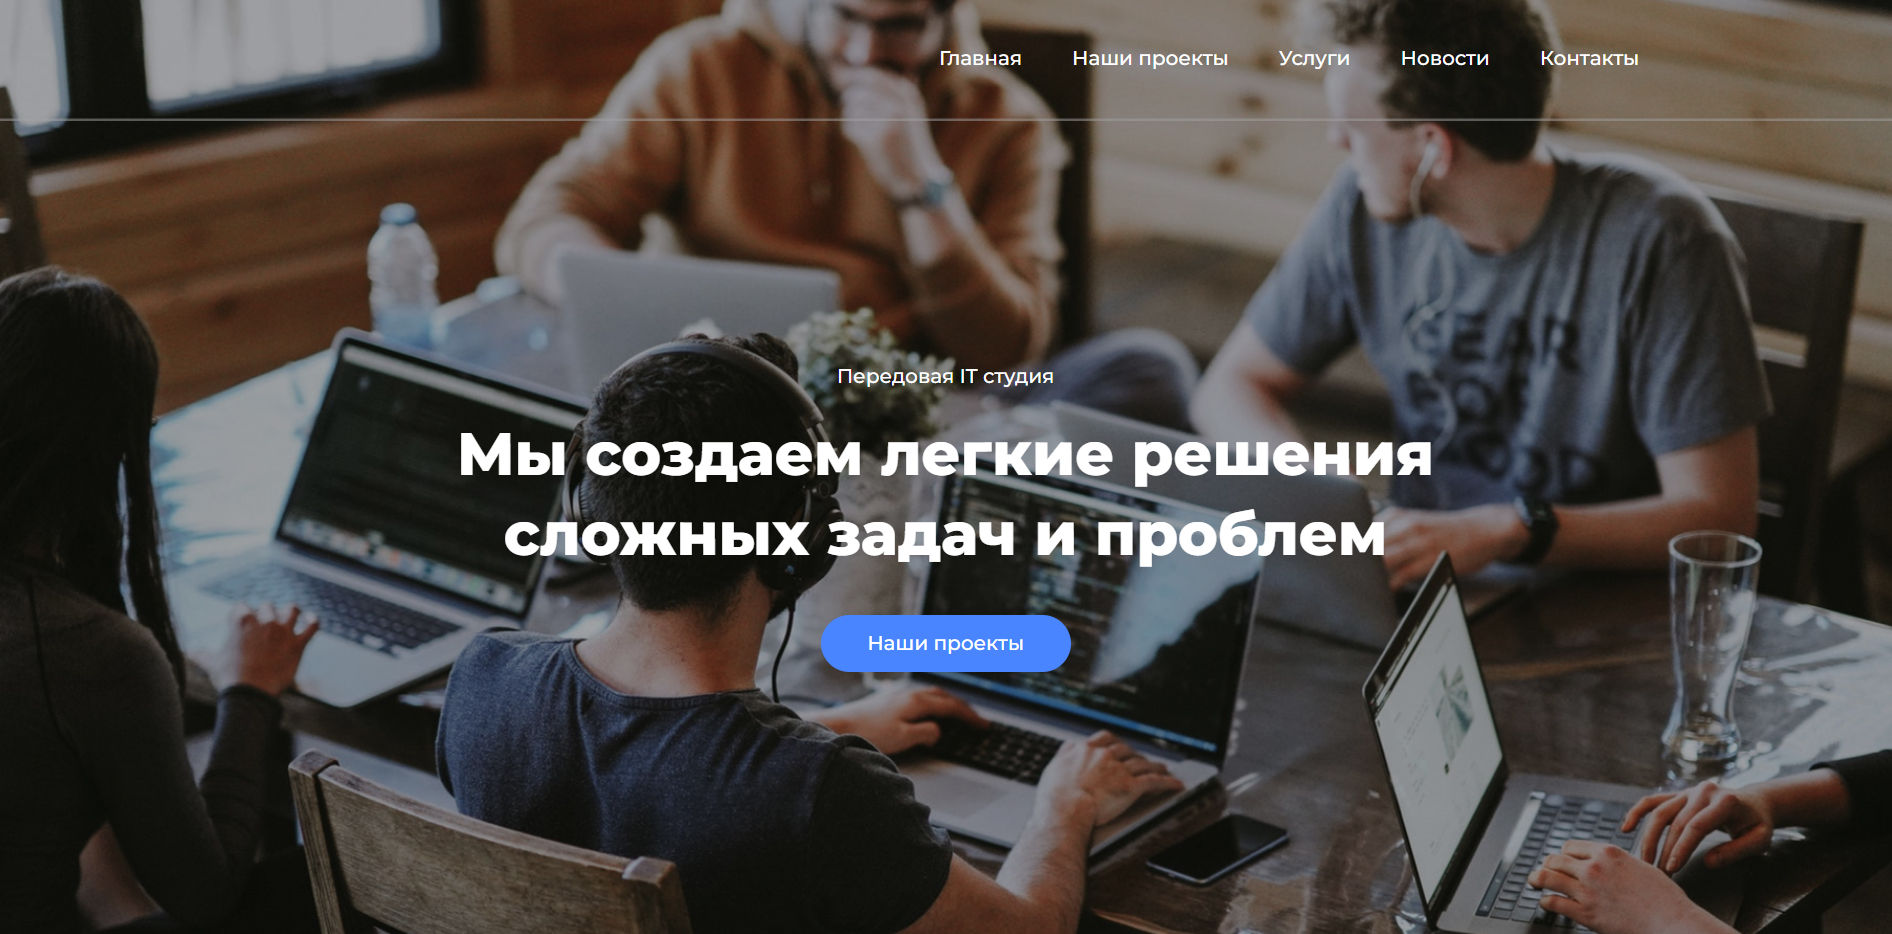 Главная Наши проекты Услуги Новости Контакты
Передовая IT студия
Мы создаем легкие решения
сложных задач и проблем
Наши проекты